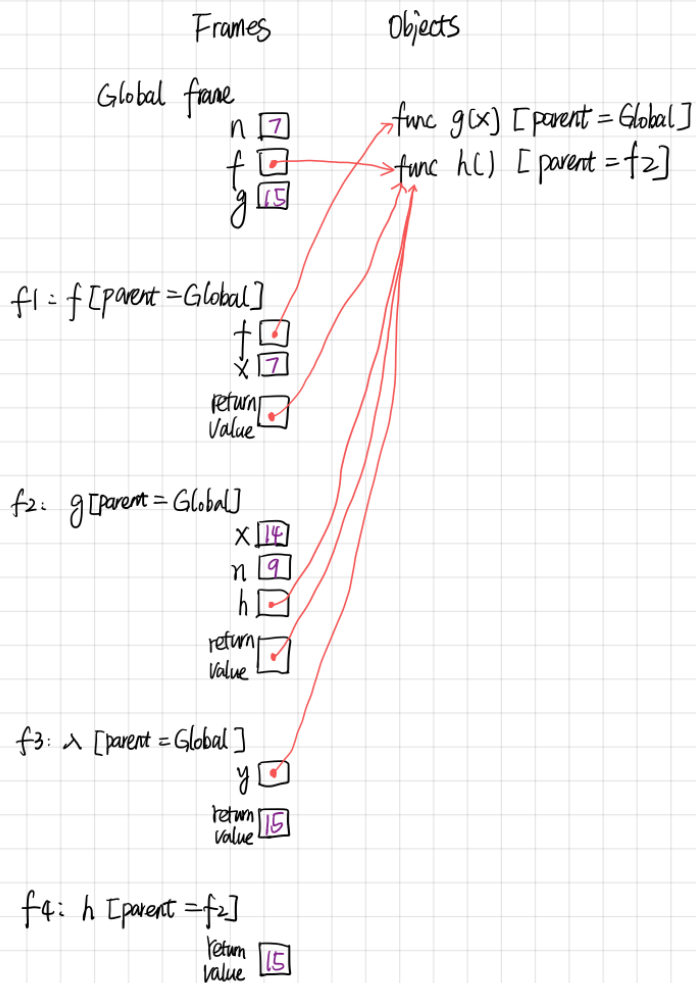 Frames Objects
Global frame
n 7
func g(x) [parent = Global]
f
func h() [parent = f2]
g 15
f1: f [parent = Global]
f
x 7
return
value
f2: g [parent = Global]
x 14
n 9
h
return
value
f3: λ [parent = Global]
y
return
value 15
f4: h [parent = f2]
return
value 15